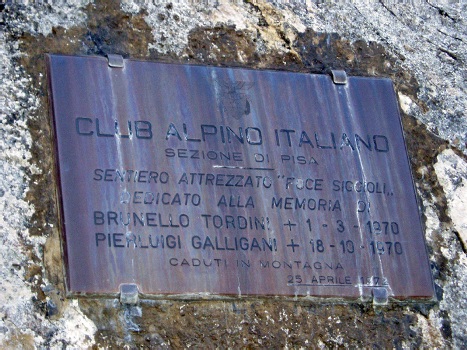 CLUB ALPINO ITALIANO
SEZIONE DI PISA
SENTIERO ATTREZZATO "FOCE SIGGIOLI"
DEDICATO ALLA MEMORIA DI
BRUNELLO TORDINI + 1-3-1970
PIERLUIGI GALLIGANI + 18-10-1970
CADUTI IN MONTAGNA
25 APRILE 1972